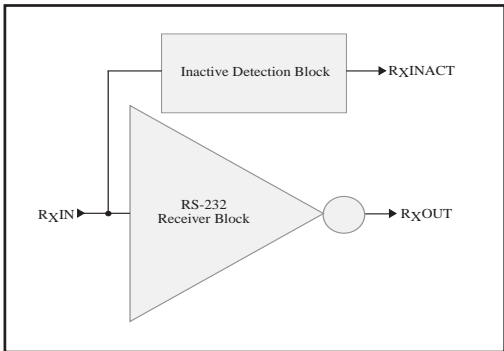 Inactive Detection Block
RXINACT
RS-232
Receiver Block
RXIN
RXOUT